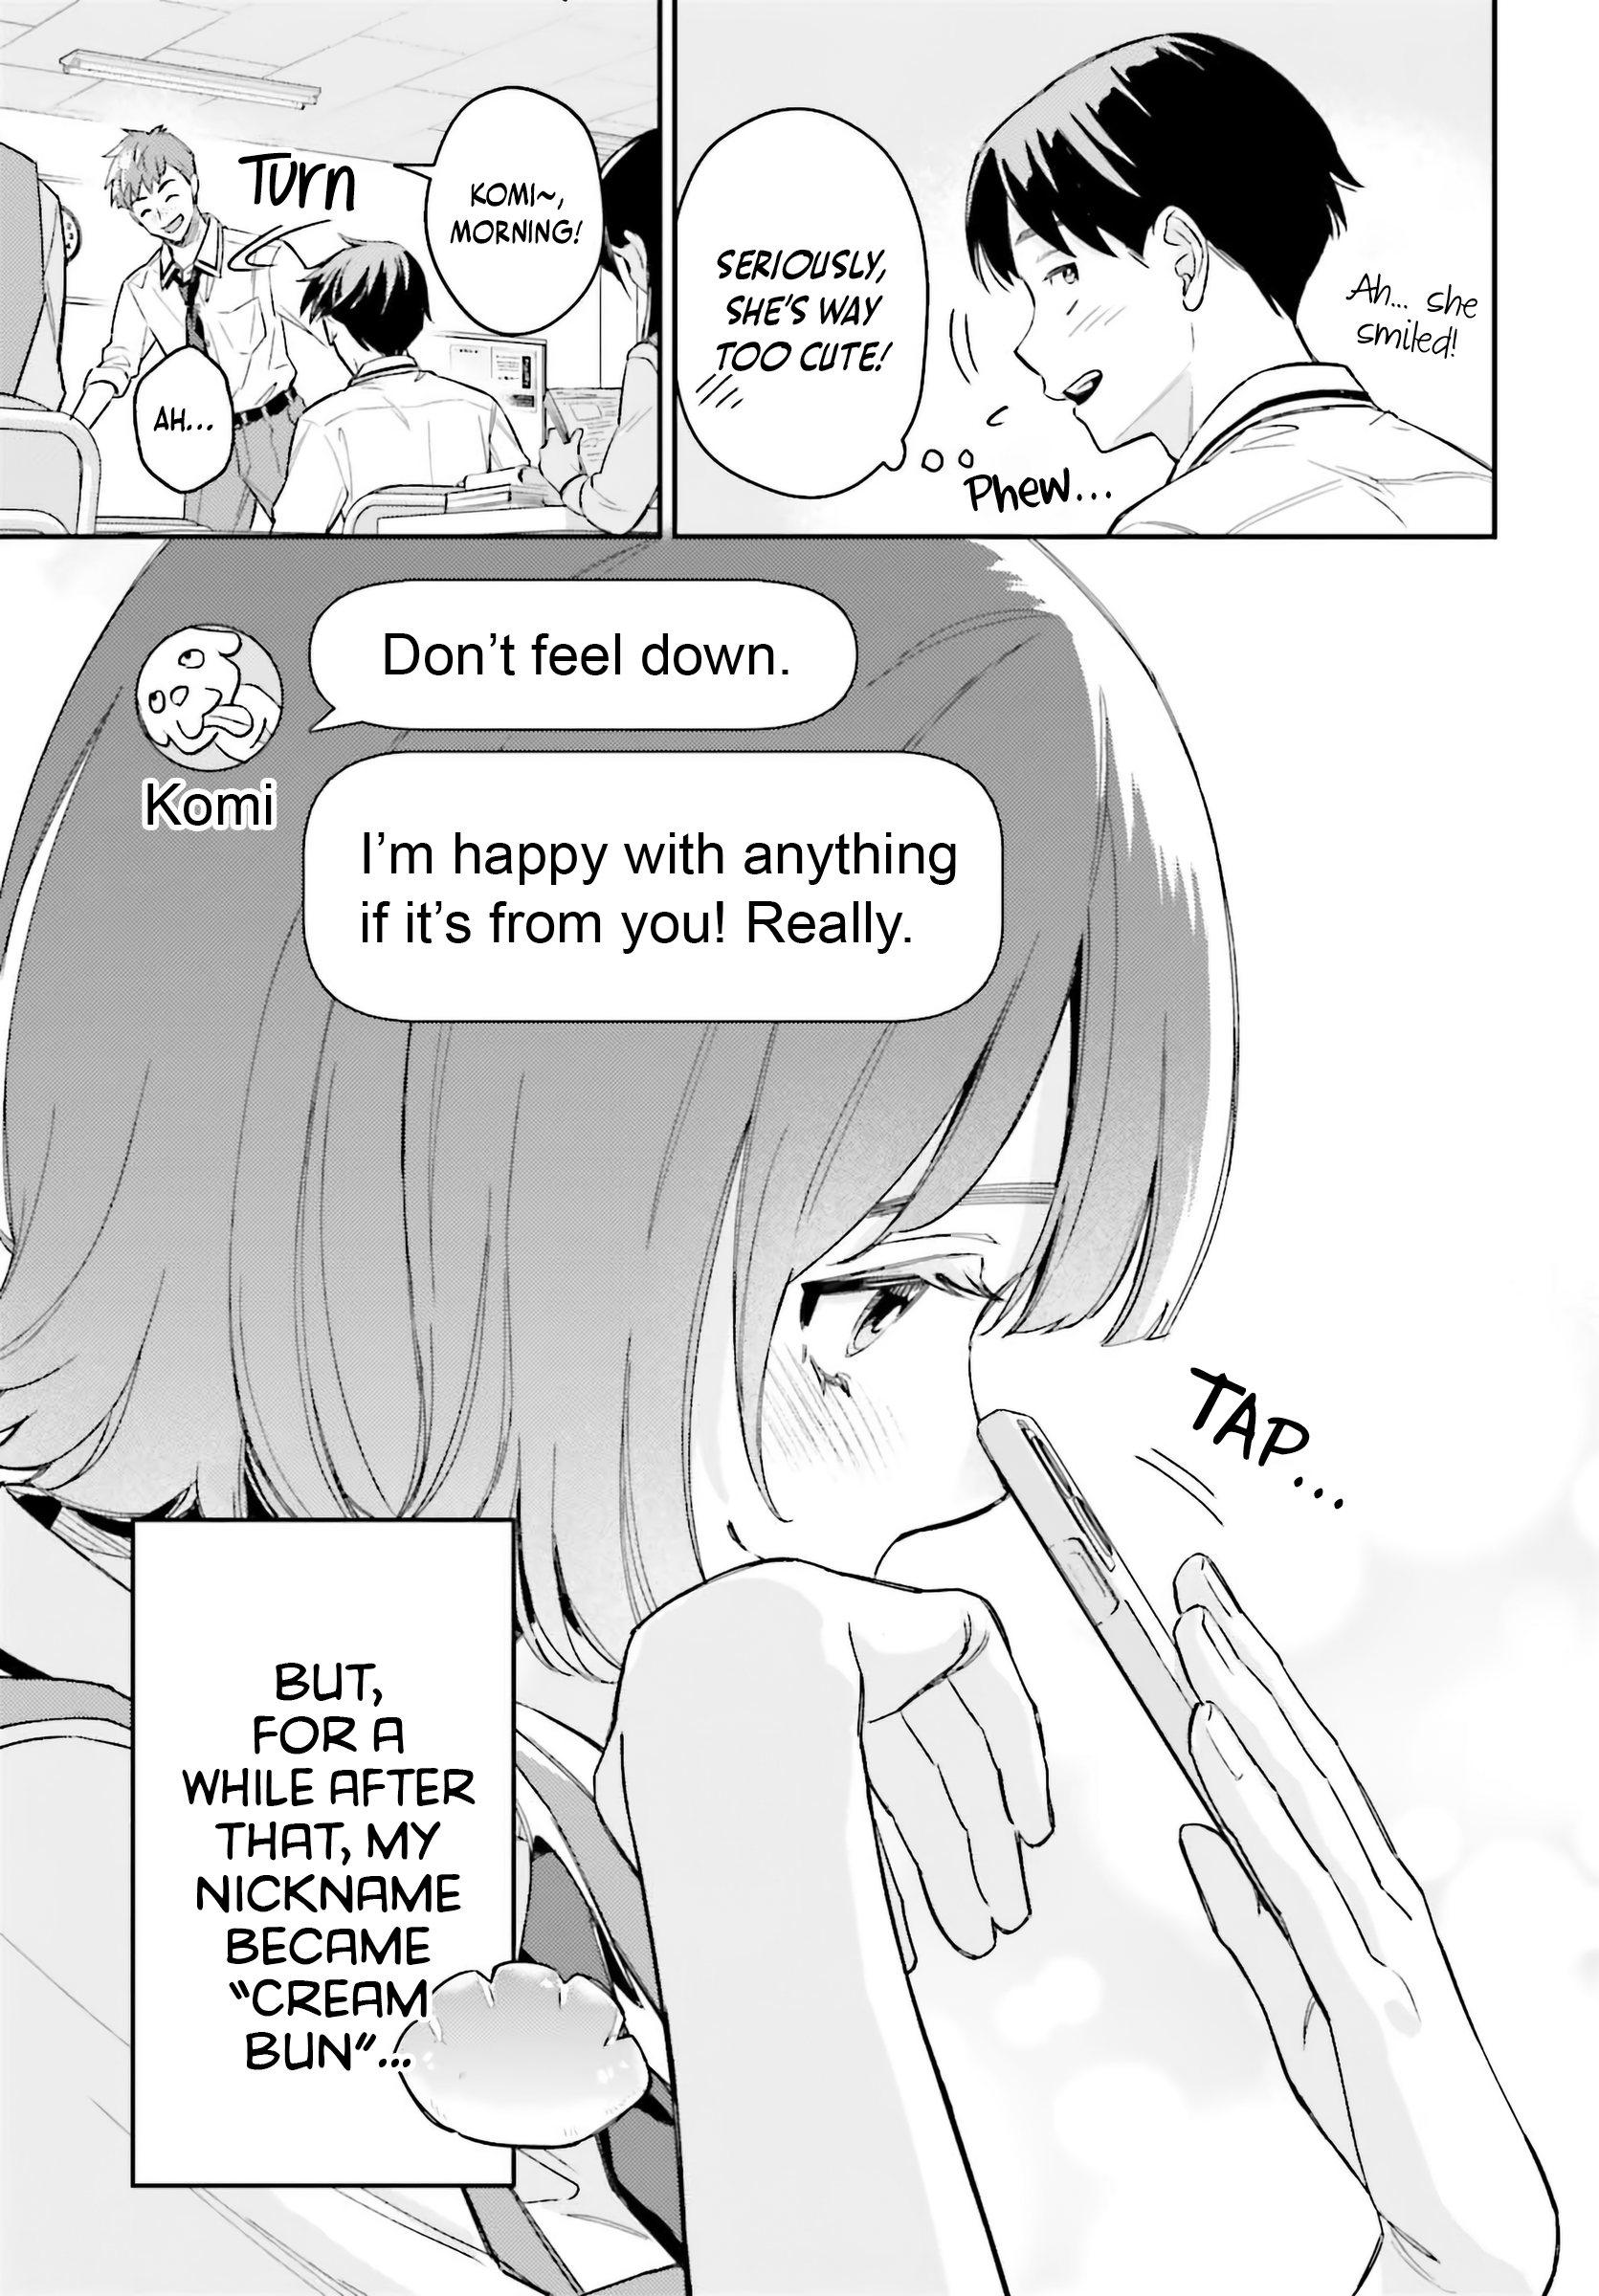 Ah... she
smiled!
SERIOUSLY,
SHE'S WAY
TOO CUTE!
Phew...
KOMI~,
MORNING!
Turn
AH...
Don't feel down.
Komi
I'm happy with anything
if it's from you! Really.
TAP...
BUT,
FOR A
WHILE AFTER
THAT, MY
NICKNAME
BECAME
"CREAM
BUN"...